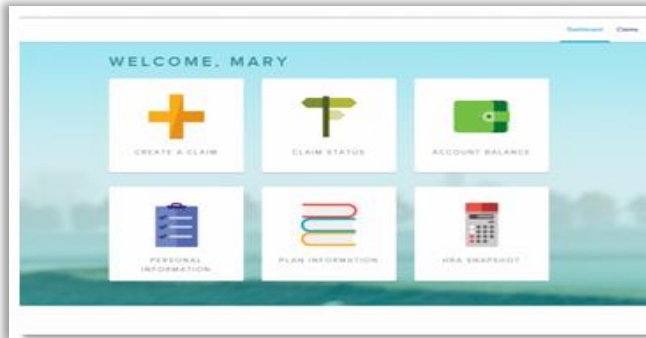 Dashboard Claims
WELCOME, MARY
CREATE A CLAIM
CLAIM STATUS
ACCOUNT BALANCE
PERSONAL
INFORMATION
PLAN INFORMATION
HRA SNAPSHOT